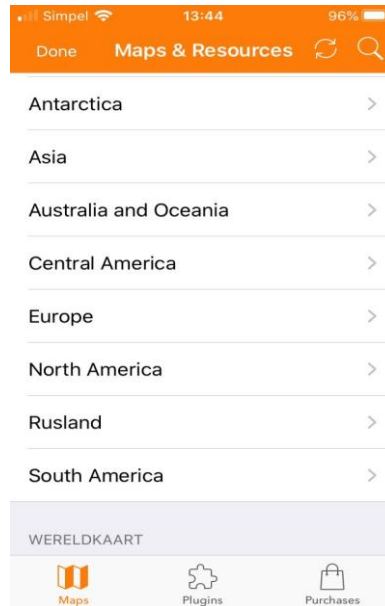 Simpel 13:44 96%
Done Maps & Resources
Antarctica
Asia
Australia and Oceania
Central America
Europe
North America
Rusland
South America
WERELDKAART
Maps Plugins Purchases